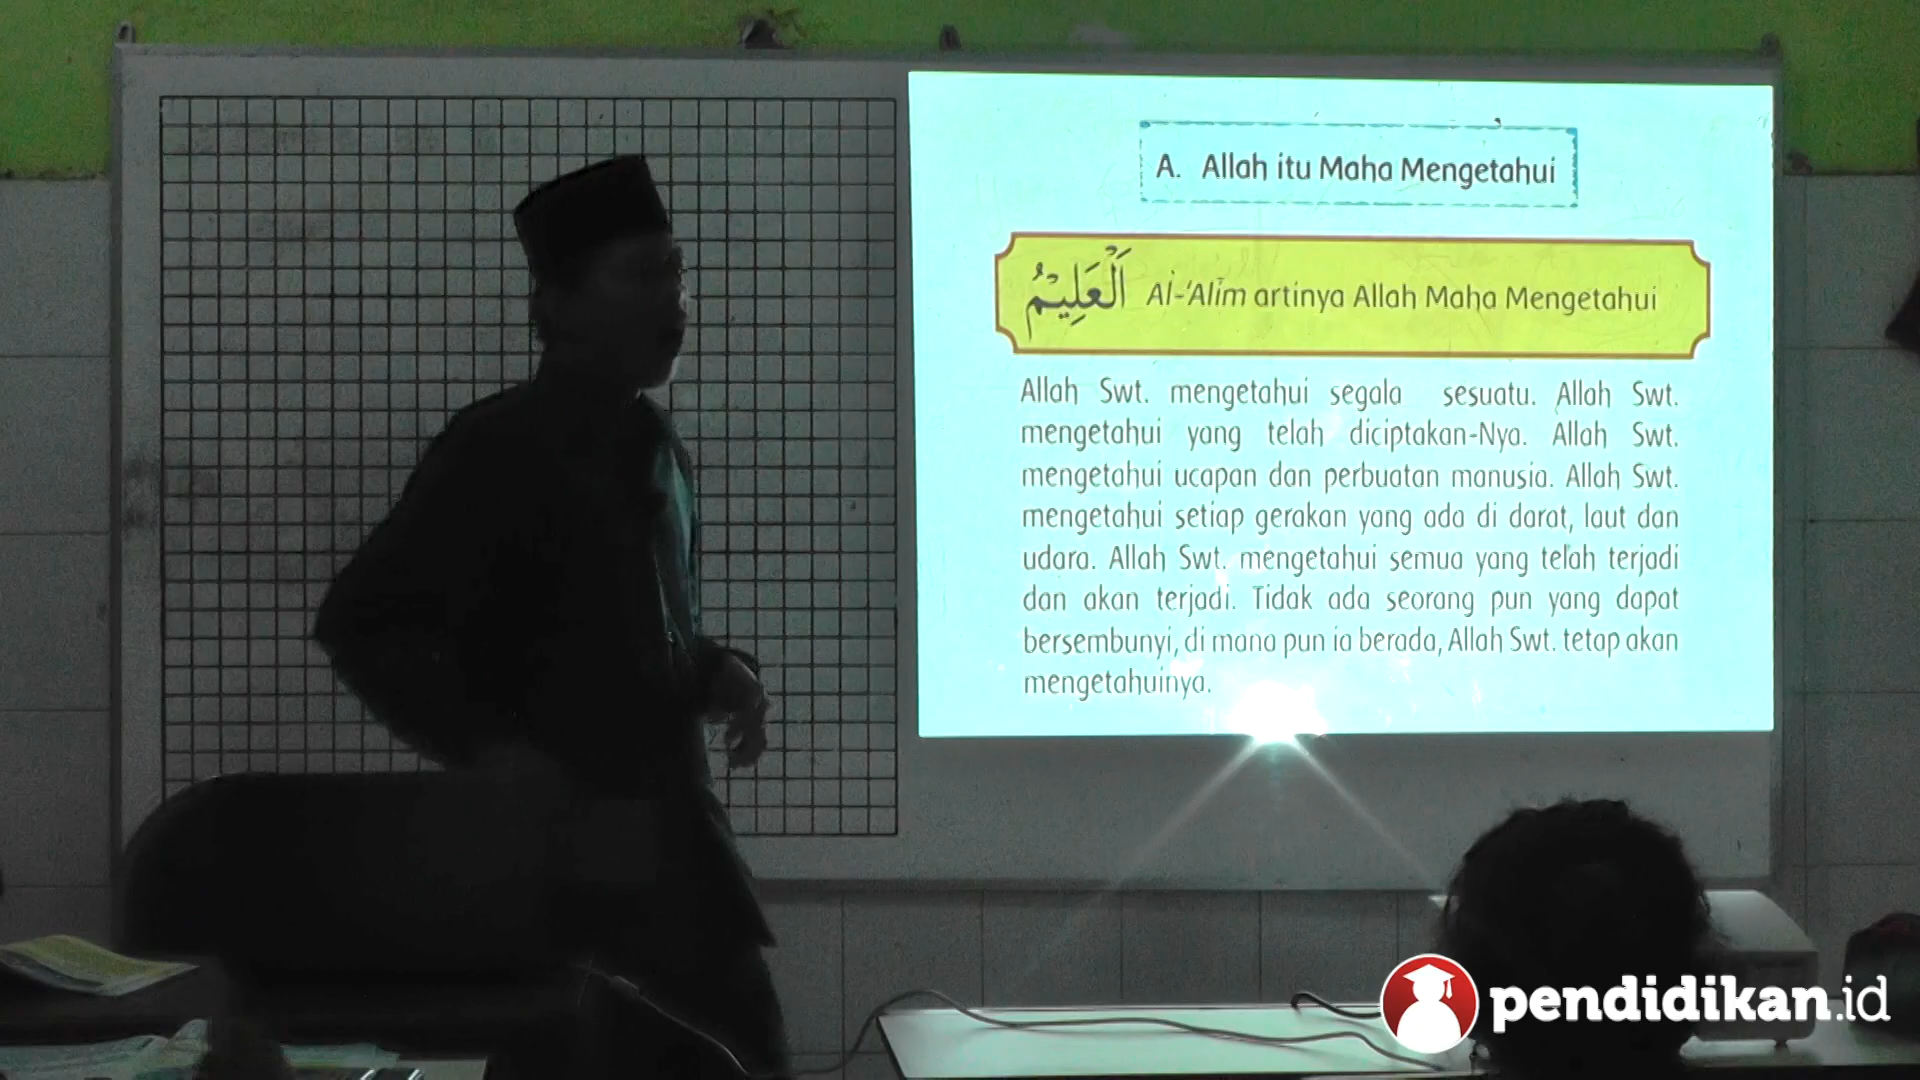 A. Allah itu Maha Mengetahui
اَلْعَلِيْمُ Al-'Alīm artinya Allah Maha Mengetahui
Allah Swt. mengetahui segala sesuatu. Allah Swt.
mengetahui yang telah diciptakan-Nya. Allah Swt.
mengetahui ucapan dan perbuatan manusia. Allah Swt.
mengetahui setiap gerakan yang ada di darat, laut dan
udara. Allah Swt. mengetahui semua yang telah terjadi
dan akan terjadi. Tidak ada seorang pun yang dapat
bersembunyi, di mana pun ia berada, Allah Swt. tetap akan
mengetahuinya.
pendidikan.id